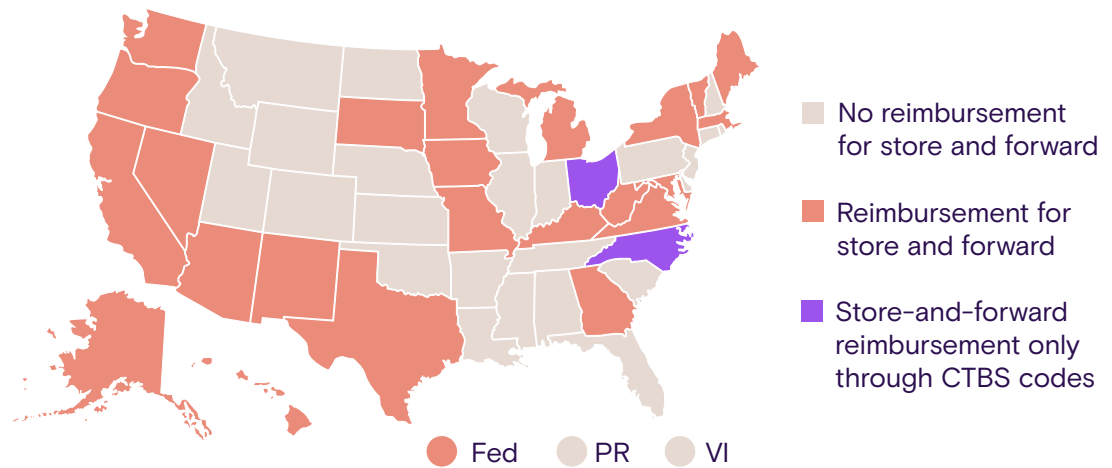 No reimbursement
for store and forward
Reimbursement for
store and forward
Store-and-forward
reimbursement only
through CTBS codes
Fed
PR
VI